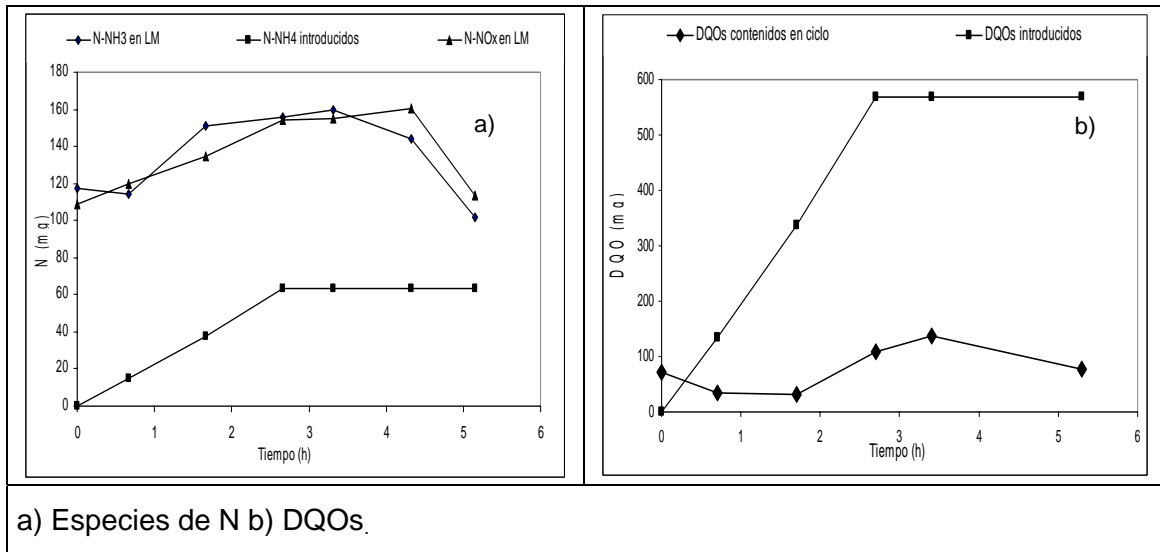 N-NH3 en LM N-NH4 introducidos N-NOx en LM
180
160
140
120
100
80
60
40
20
0
N (mg)
a)
0 1 2 3 4 5 6
Tiempo (h)
DQOs contenidos en ciclo DQOs introducidos
600
500
400
300
200
100
0
DQO (mg)
b)
0 1 2 3 4 5 6
Tiempo (h)
a) Especies de N b) DQOs.